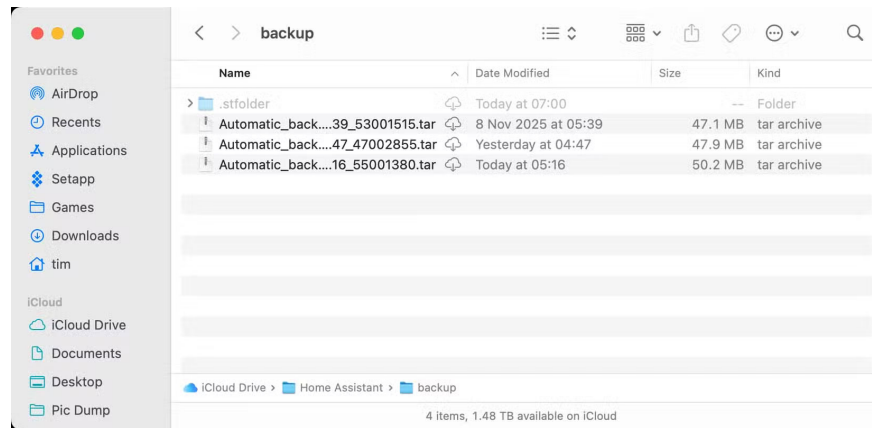 backup
Favorites
AirDrop
Recents
Applications
Setapp
Games
Downloads
tim
iCloud
iCloud Drive
Documents
Desktop
Pic Dump
Name Date Modified Size Kind
.stfolder Today at 07:00 -- Folder
Automatic_back....39_53001515.tar 8 Nov 2025 at 05:39 47.1 MB tar archive
Automatic_back....47_47002855.tar Yesterday at 04:47 47.9 MB tar archive
Automatic_back....16_55001380.tar Today at 05:16 50.2 MB tar archive
iCloud Drive › Home Assistant › backup
4 items, 1.48 TB available on iCloud